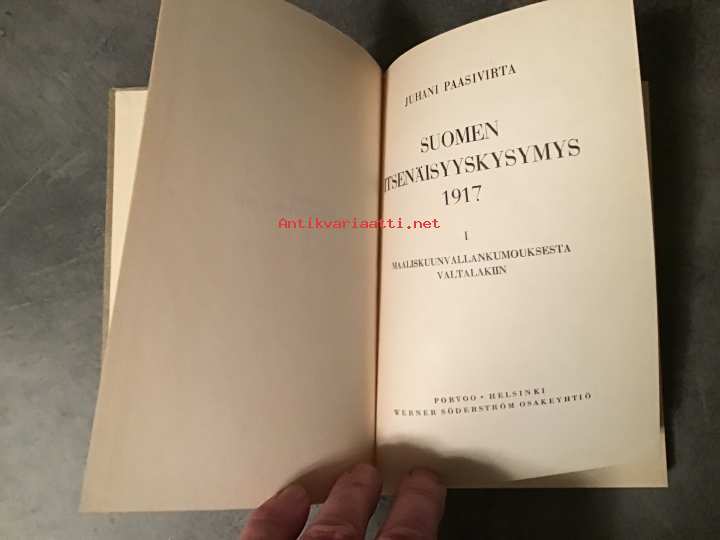 JUHANI PAASIVIRTA
SUOMEN
ITSENÄISYYSKYSYMYS
1917
Antikvariaatti.net
I
MAALISKUUNVALLANKUMOUKSESTA
VALTALAKIIN
PORVOO • HELSINKI
WERNER SÖDERSTRÖM OSAKEYHTIÖ